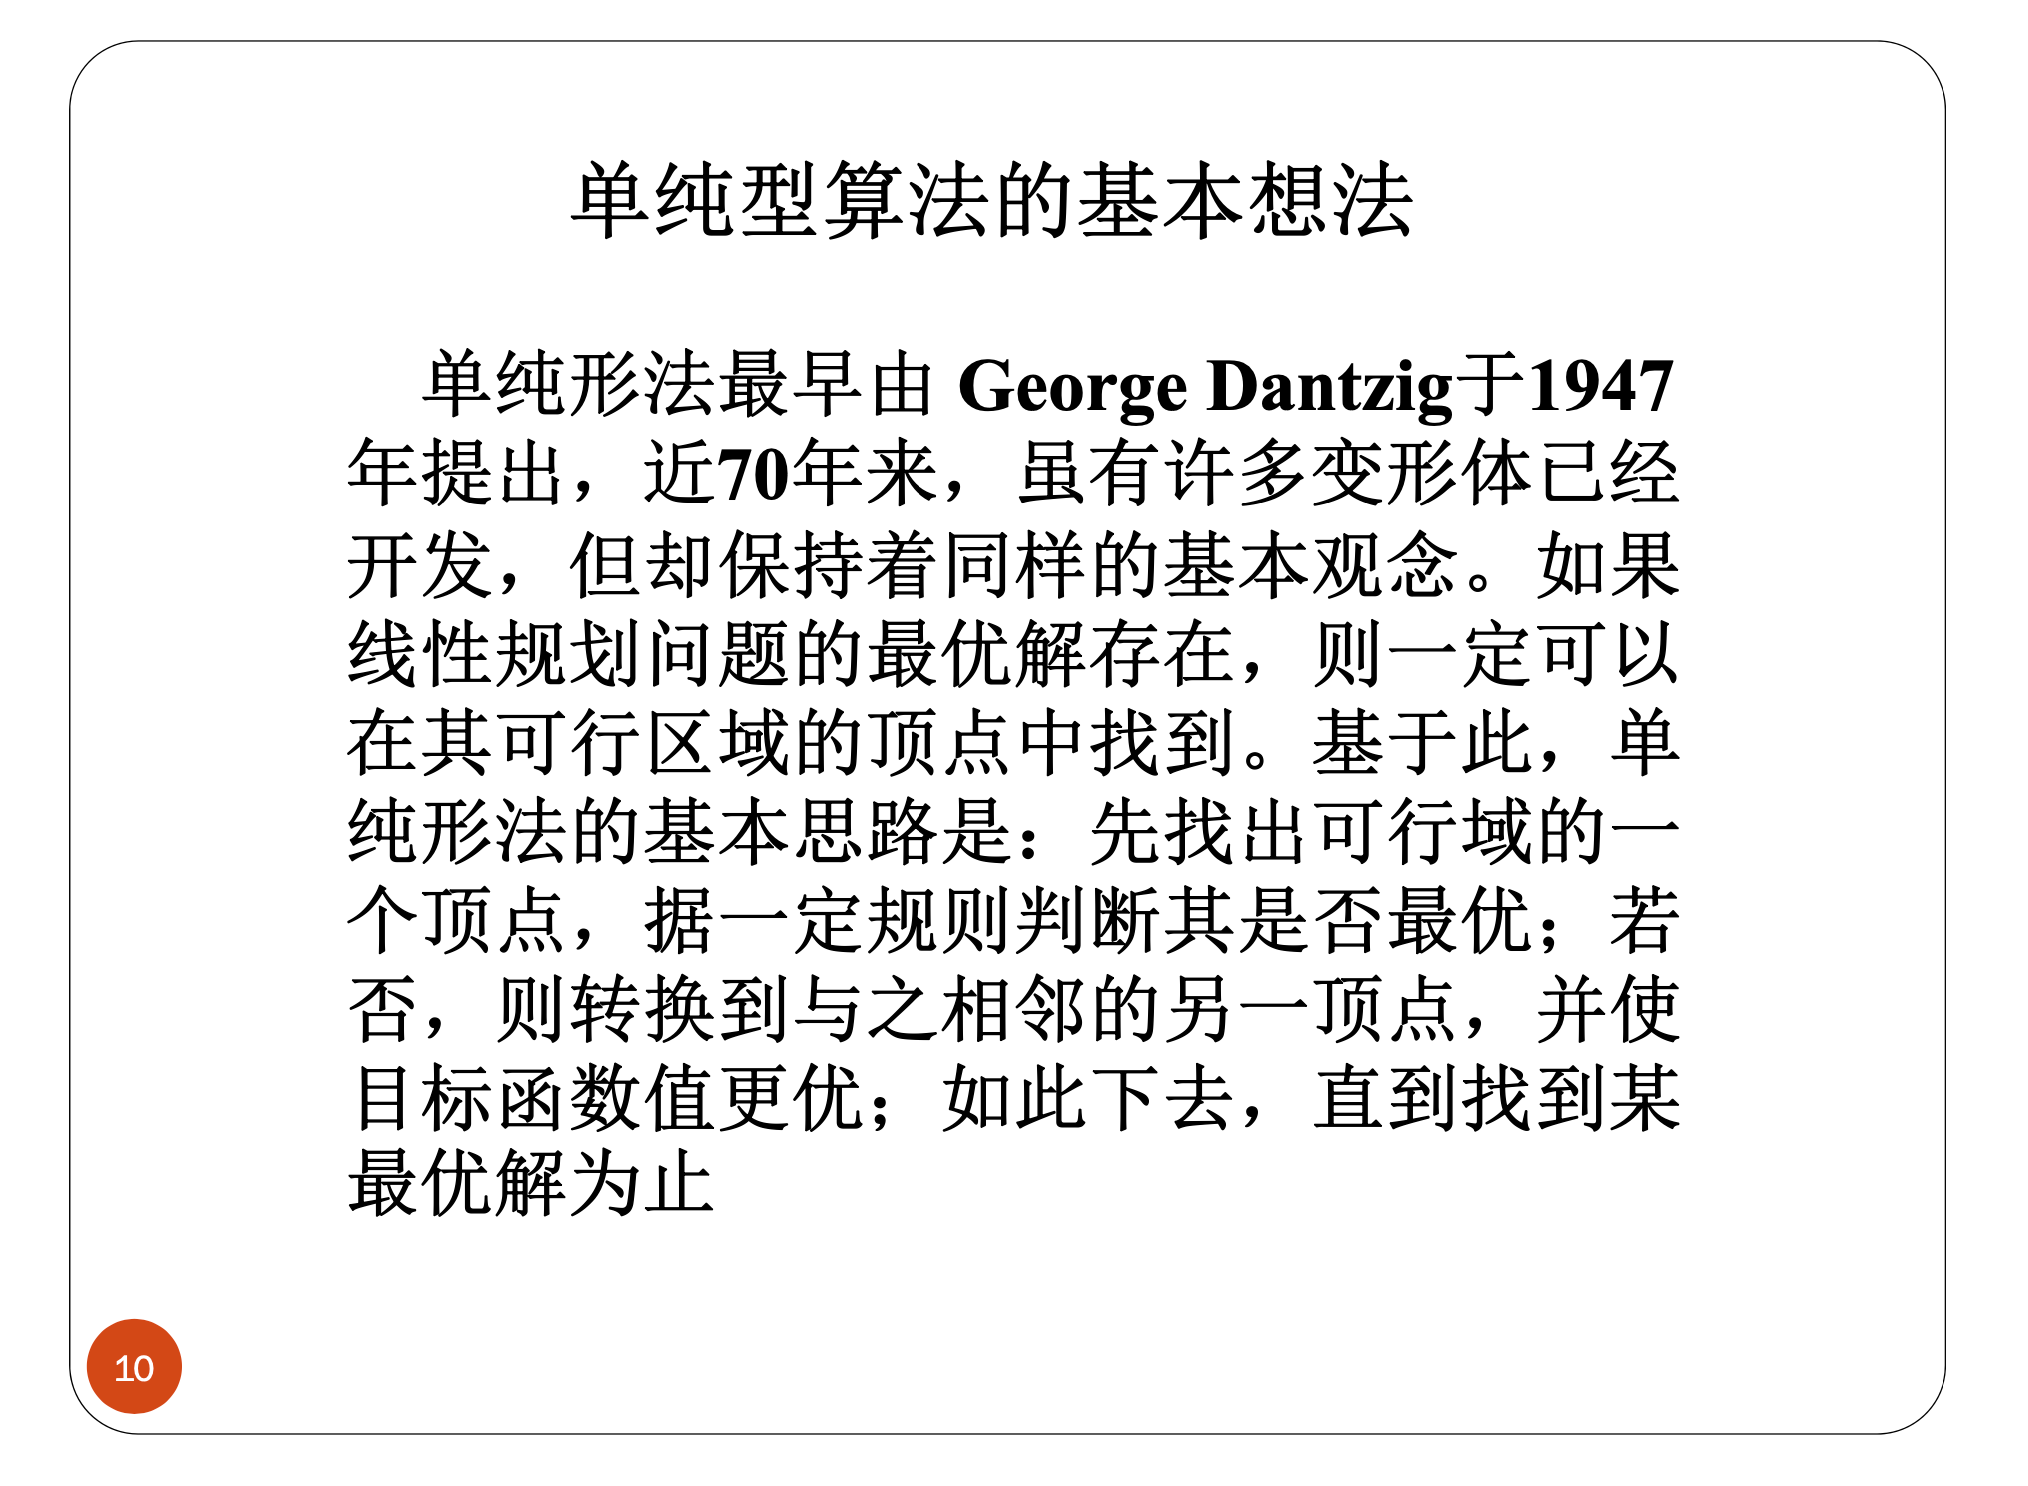 单纯型算法的基本想法
单纯形法最早由 George Dantzig于1947
年提出，近70年来，虽有许多变形体已经
开发，但却保持着同样的基本观念。如果
线性规划问题的最优解存在，则一定可以
在其可行区域的顶点中找到。基于此，单
纯形法的基本思路是：先找出可行域的一
个顶点，据一定规则判断其是否最优；若
否，则转换到与之相邻的另一顶点，并使
目标函数值更优；如此下去，直到找到某
最优解为止
10